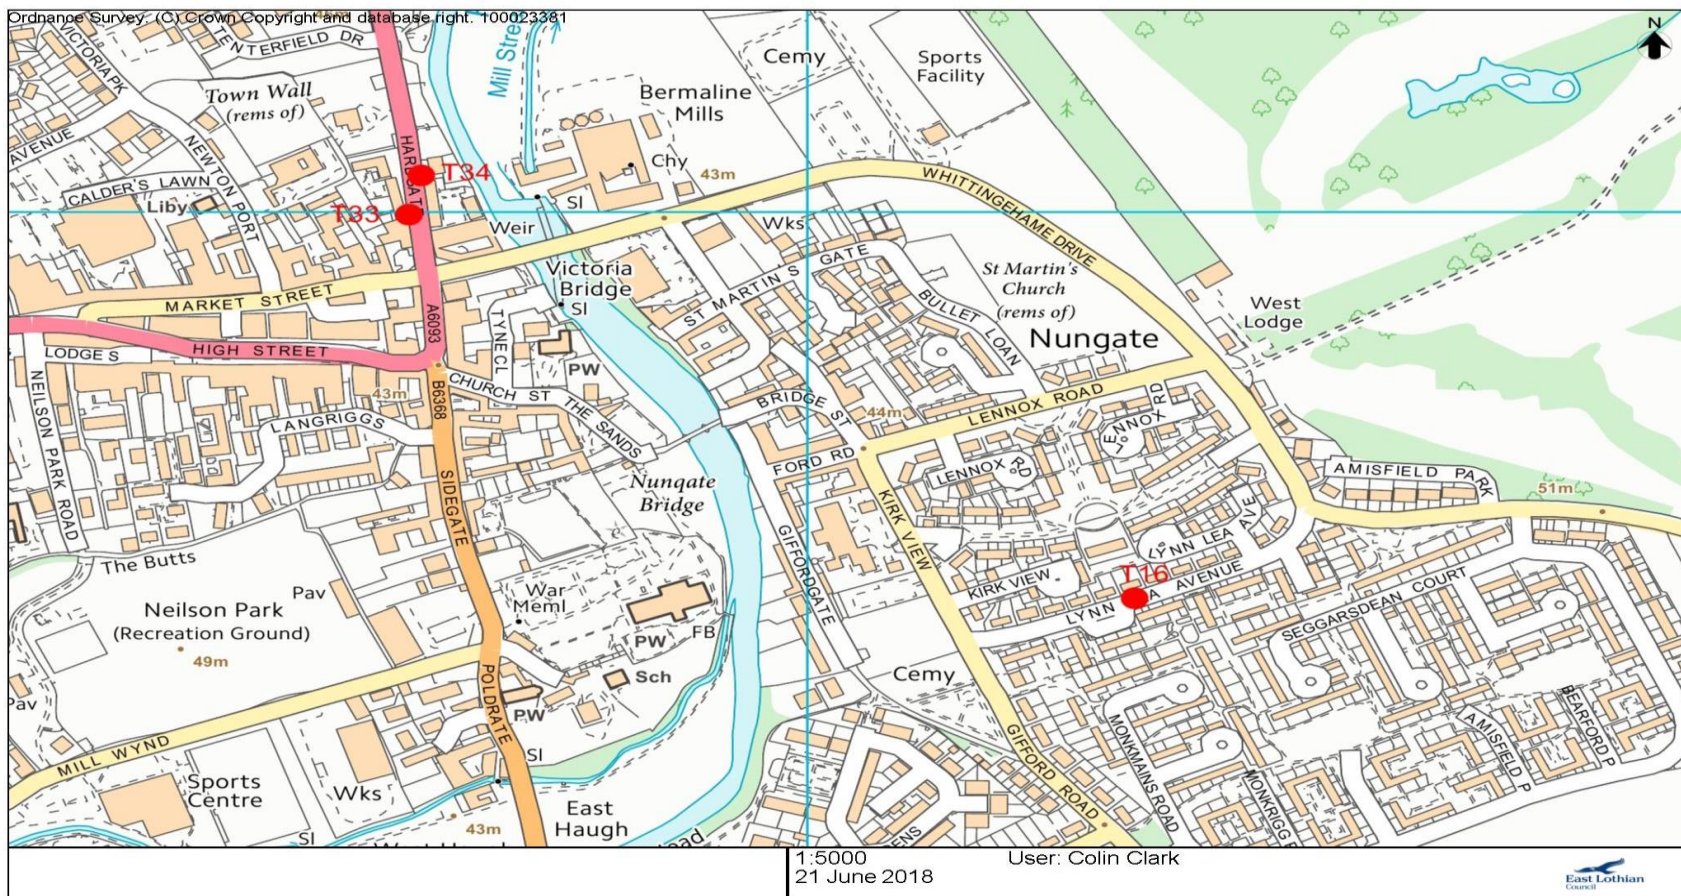 Ordnance Survey, (C) Crown Copyright and database right. 100023381
N
VICTORIA PK
TENTERFIELD DR
Mill Stre
Cemy
Sports
Facility
Town Wall
(rems of)
Bermaline
Mills
AVENUE
NEWTON PORT
HARDGATE
T34
Chy
43m
CALDER'S LAWN
Liby
T33
SI
Weir
WHITTINGEHAME DRIVE
Wks
Victoria
Bridge
SI
ST MARTIN S GATE
St Martin's
Church
(rems of)
BULLET LOAN
West
Lodge
MARKET STREET
A6093
TYNECL
Nungate
LODGE S
HIGH STREET
PW
NEILSON PARK ROAD
43m
B6368
CHURCH ST
THE SANDS
BRIDGE ST
44m
LENNOX ROAD
LENNOX RD
LANGRIGGS
FORD RD
LENNOX RD
AMISFIELD PARK
51m
SIDEGATE
Nungate
Bridge
KIRK VIEW
GIFFORDGATE
The Butts
LYNN LEA AVE
Pav
Neilson Park
(Recreation Ground)
49m
War
Meml
PW
FB
KIRK VIEW
T16
LYNN
A AVENUE
SEGGARSDEAN COURT
Sch
Cemy
Pav
POLDRATE
PW
MILL WYND
SI
GIFFORD ROAD
MONKMAINS ROAD
AMISFIELD P
BEARFORD P
MONKRIGG R
Sports
Centre
Wks
43m
East
Haugh
SI
ENS
1:5000
User: Colin Clark
21 June 2018
East Lothian
Council